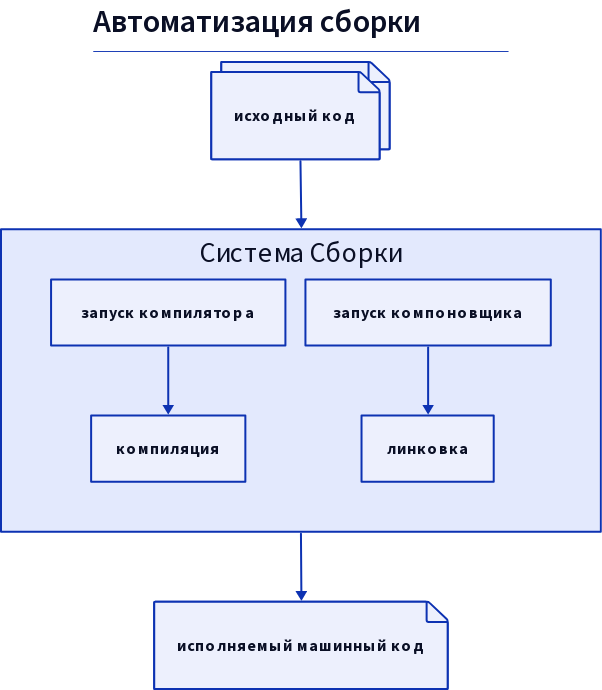 Автоматизация сборки
исходный код
Система Сборки
запуск компилятора
запуск компоновщика
компиляция
линковка
исполняемый машинный код